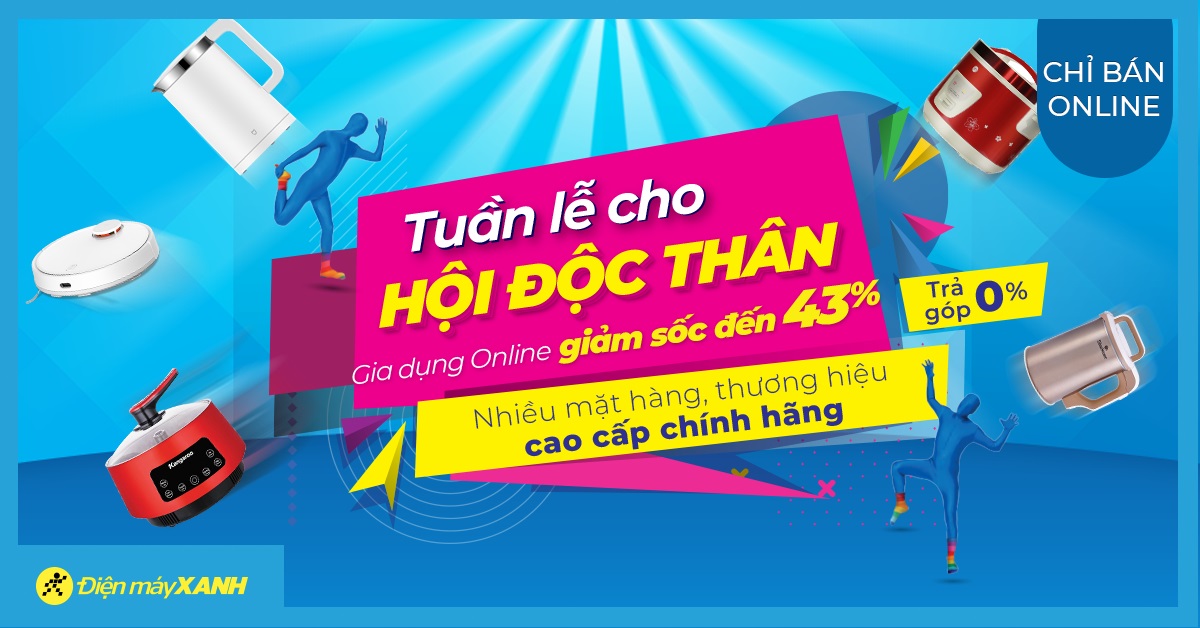 CHỈ BÁN
ONLINE
Tuần lễ cho
HỘI ĐỘC THÂN
Gia dụng Online giảm sốc đến 43%
Trả
góp 0%
Nhiều mặt hàng, thương hiệu
cao cấp chính hãng
Kangaroo
Điện máyXANH